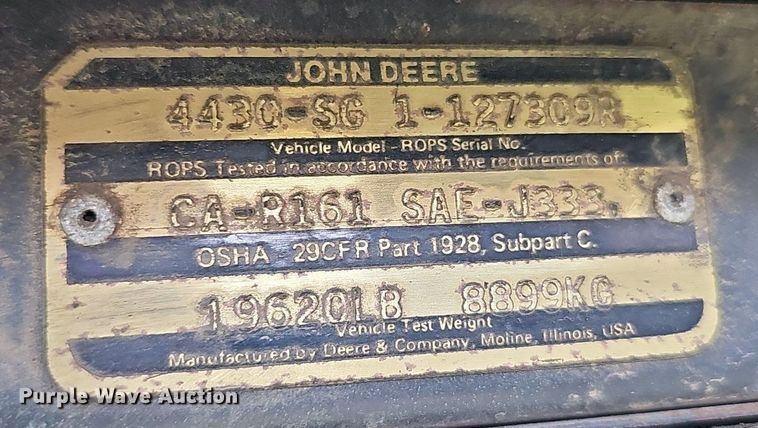 JOHN DEERE
4430-SG 1-127309R
Vehicle Model - ROPS Serial No.
ROPS Tested in accordance with the requirements of:
CA-R161 SAE-J333.
OSHA 29CFR Part 1928, Subpart C.
19620LB 8899KG
Vehicle Test Weight
Manufactured by Deere & Company, Moline, Illinois, USA
Purple Wave Auction